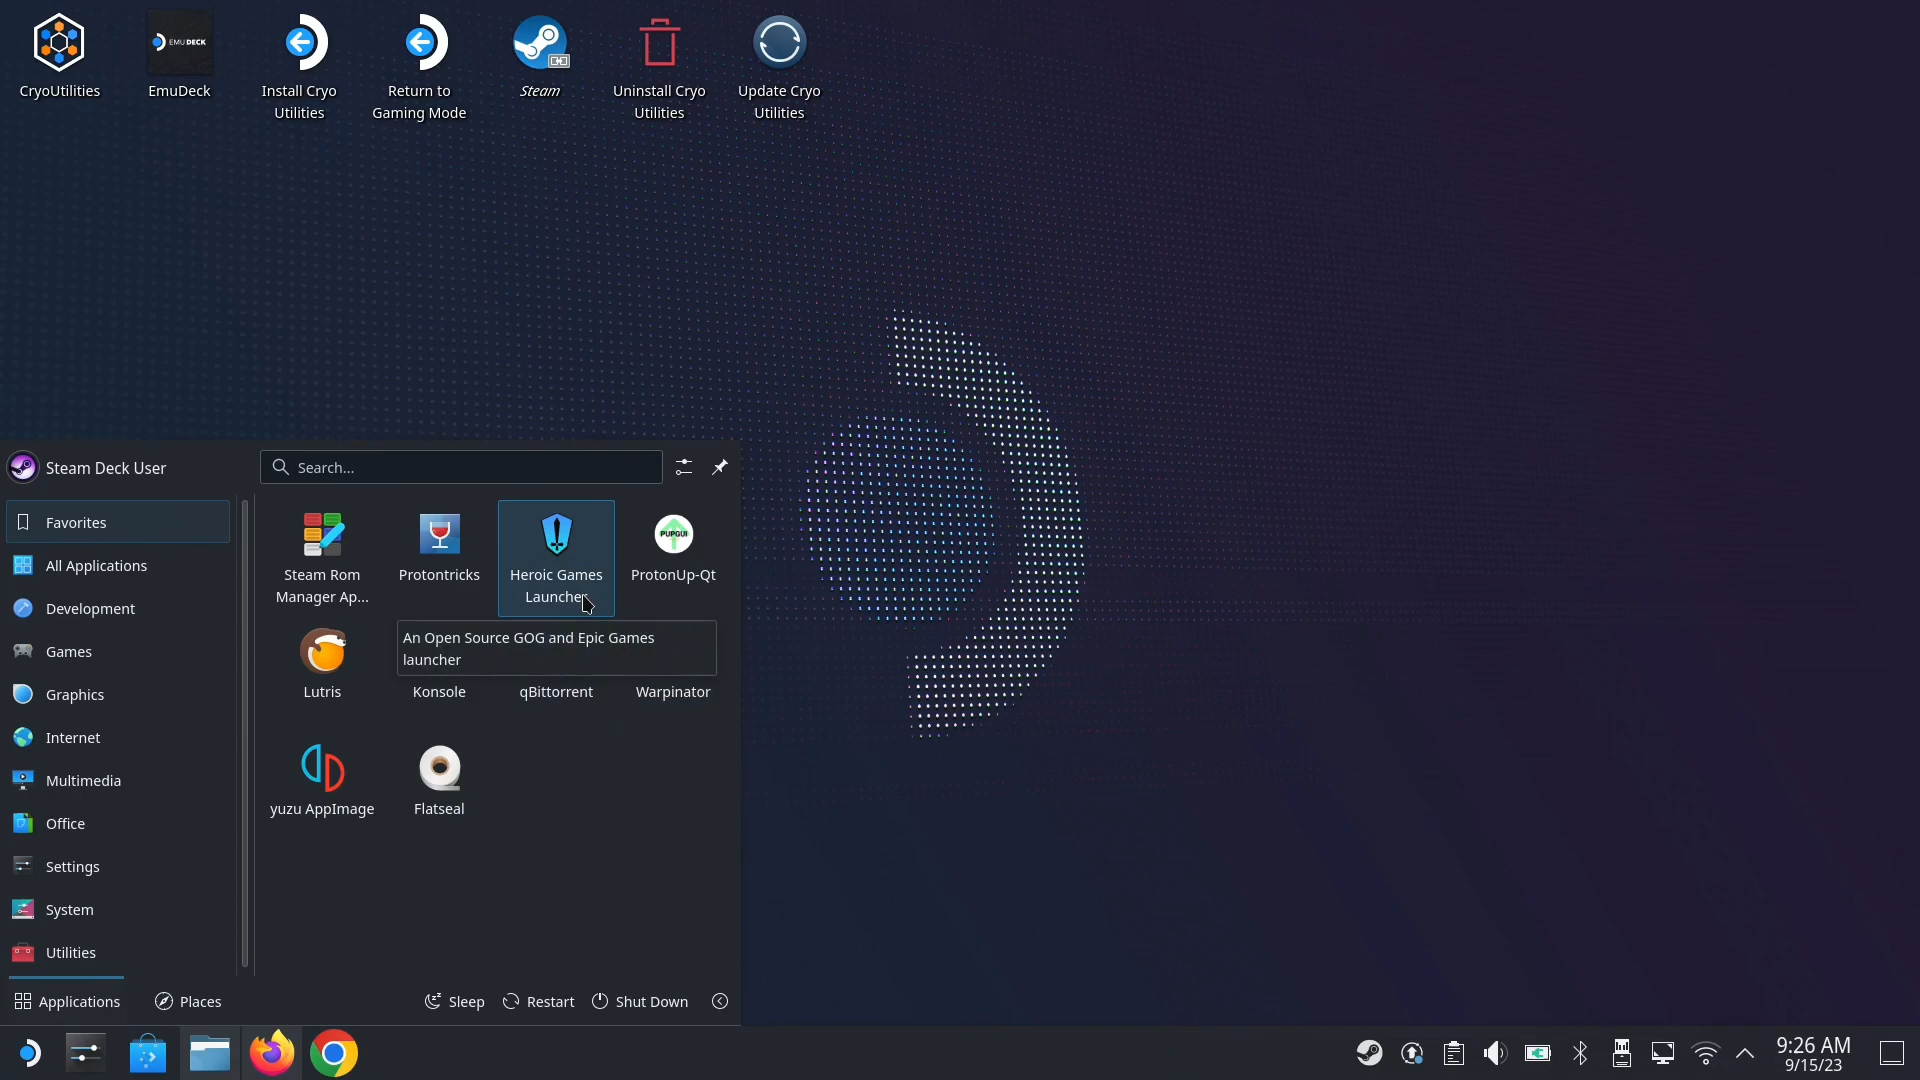 CryoUtilities
EMUDECK
EmuDeck
Install Cryo
Utilities
Return to
Gaming Mode
Steam
Uninstall Cryo
Utilities
Update Cryo
Utilities
Steam Deck User
Search...
Favorites
All Applications
Development
Games
Graphics
Internet
Multimedia
Office
Settings
System
Utilities
Steam Rom
Manager Ap...
Protontricks
Heroic Games
Launcher
PUPGUI
ProtonUp-Qt
An Open Source GOG and Epic Games
launcher
Lutris
Konsole
qBittorrent
Warpinator
yuzu AppImage
Flatseal
Applications
Places
Sleep
Restart
Shut Down
9:26 AM
9/15/23